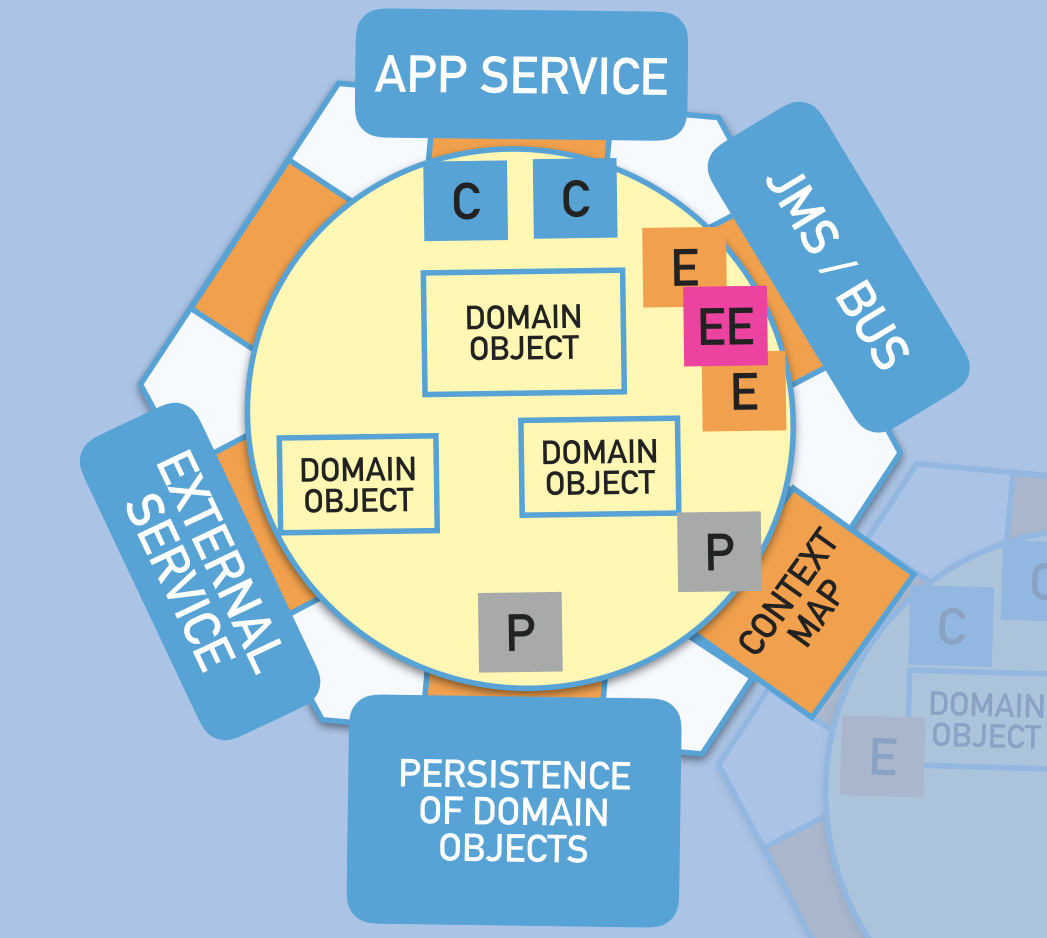 APP SERVICE
JMS / BUS
C
C
E
EE
E
DOMAIN
OBJECT
DOMAIN
OBJECT
DOMAIN
OBJECT
EXTERNAL
SERVICE
P
P
CONTEXT
MAP
PERSISTENCE
OF DOMAIN
OBJECTS
C
C
DOMAIN
OBJECT
E